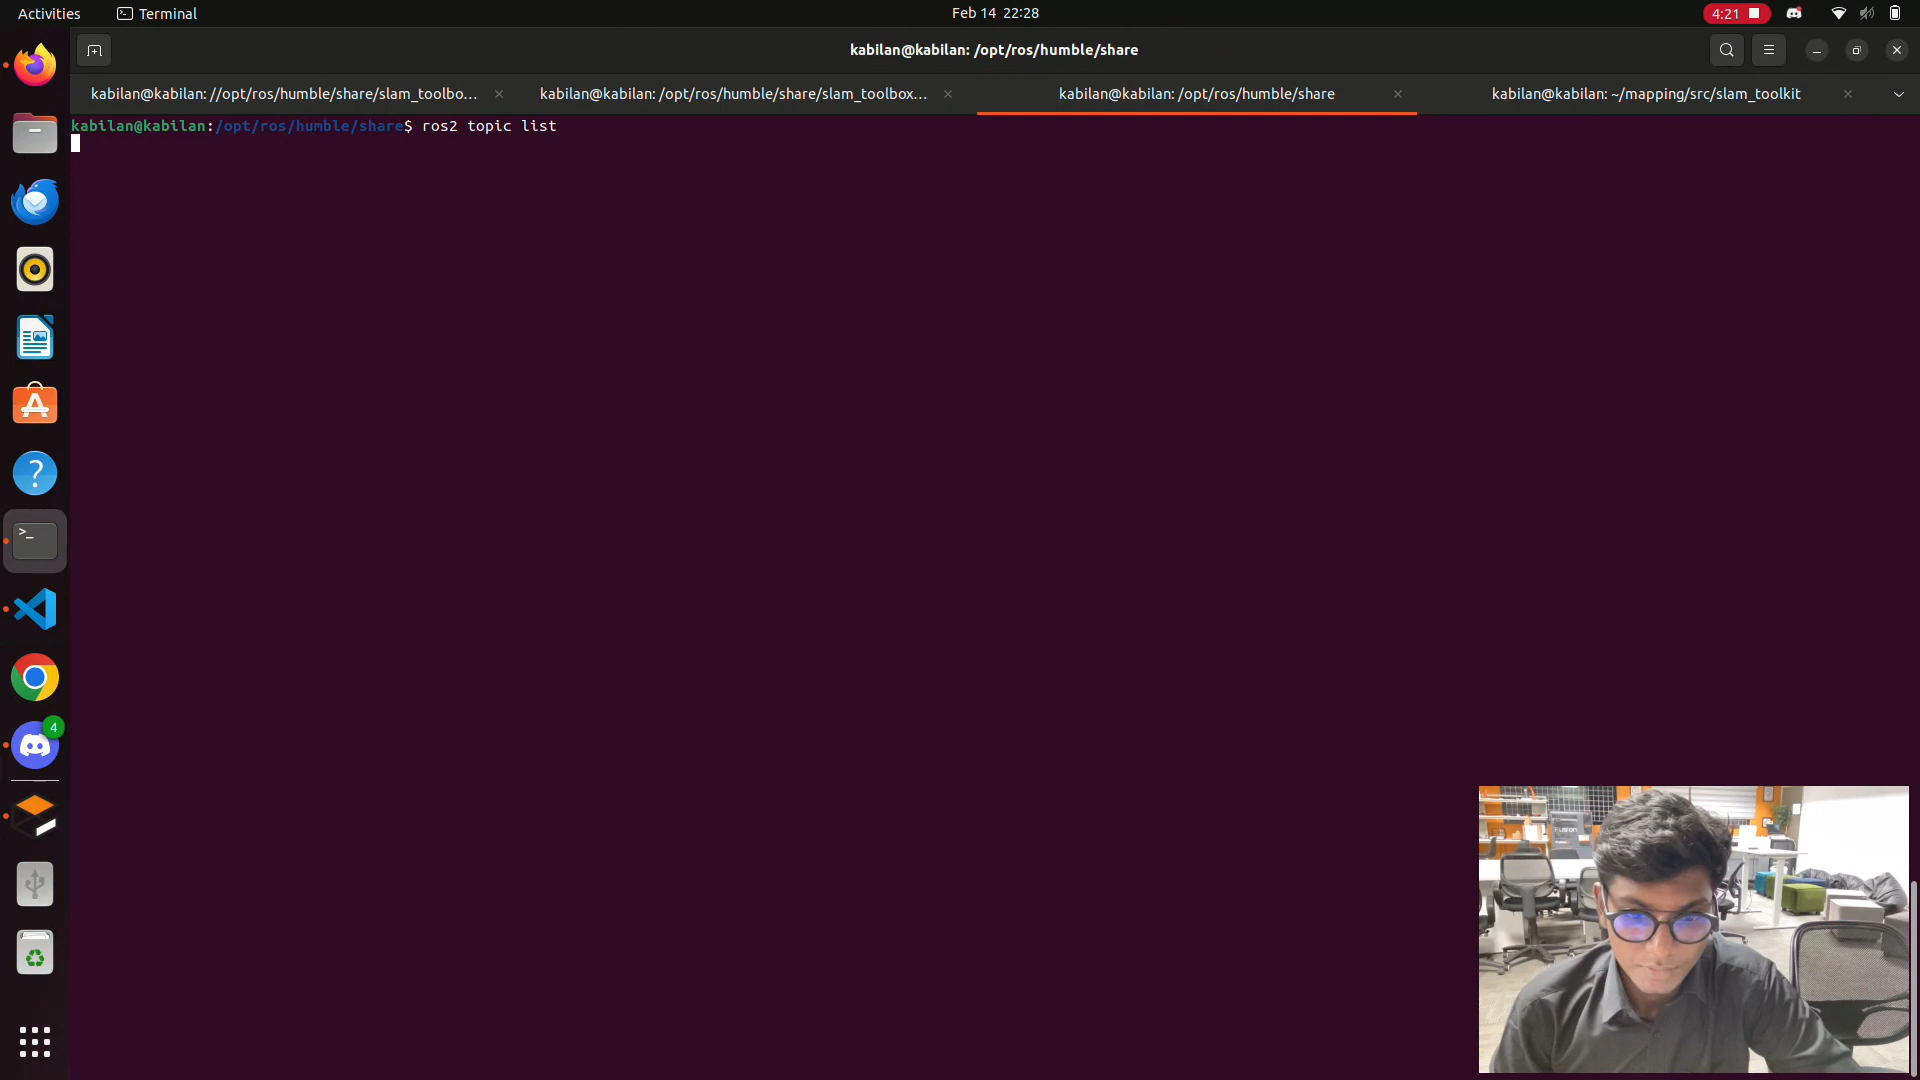 Activities
Terminal
Feb 14 22:28
4:21
kabilan@kabilan: /opt/ros/humble/share
kabilan@kabilan: //opt/ros/humble/share/slam_toolbo...
kabilan@kabilan: /opt/ros/humble/share/slam_toolbox...
kabilan@kabilan: /opt/ros/humble/share
kabilan@kabilan: ~/mapping/src/slam_toolkit
kabilan@kabilan:/opt/ros/humble/share$ ros2 topic list
>_
?
4
Fusion